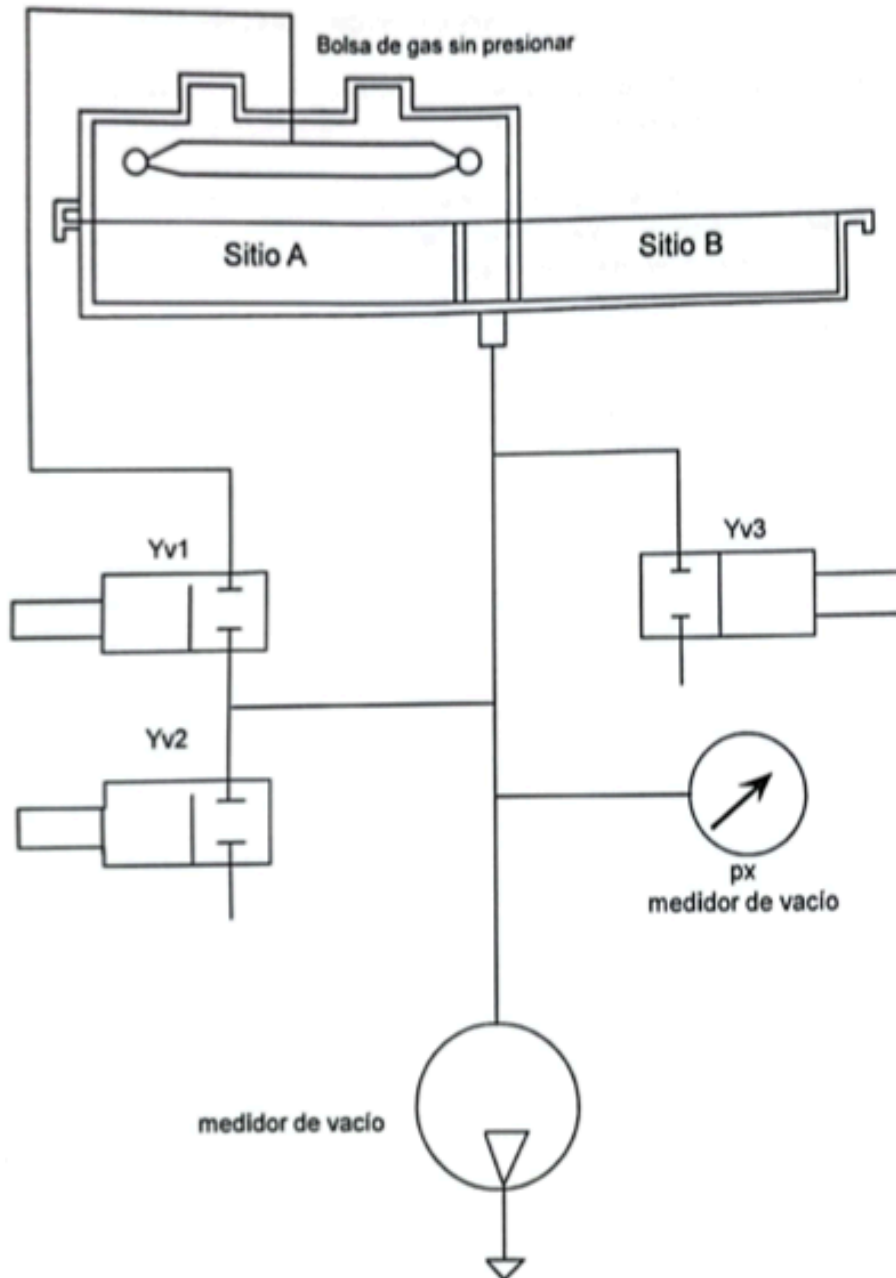 Bolsa de gas sin presionar
Sitio A
Sitio B
Yv1
Yv3
Yv2
px
medidor de vacío
medidor de vacío